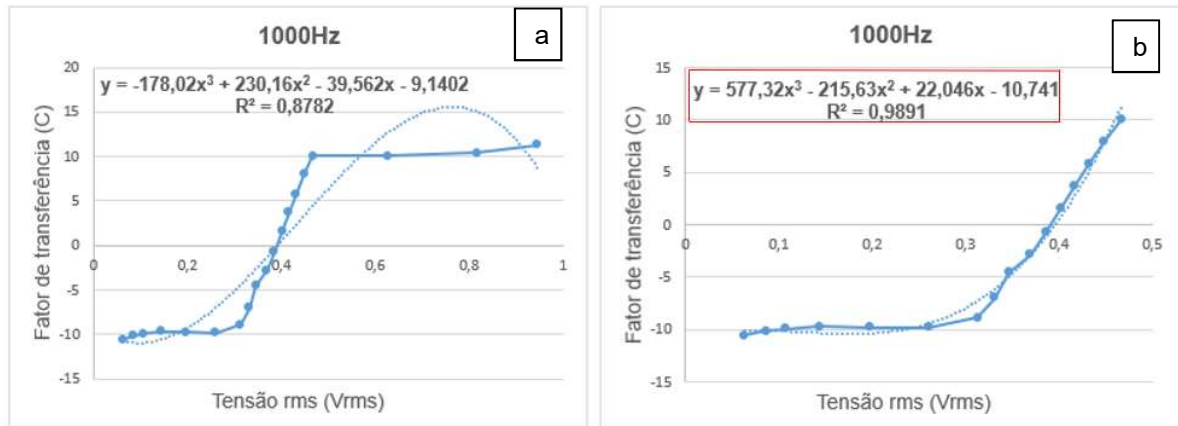 1000Hz
a
y = -178,02x³ + 230,16x² - 39,562x - 9,1402
R² = 0,8782
Fator de transferência (C)
20
15
10
5
0
-5
-10
-15
0
0,2
0,4
0,6
0,8
1
Tensão rms (Vrms)
1000Hz
b
y = 577,32x³ - 215,63x² + 22,046x - 10,741
R² = 0,9891
Fator de transferência (C)
15
10
5
0
-5
-10
-15
0
0,1
0,2
0,3
0,4
0,5
Tensão rms (Vrms)